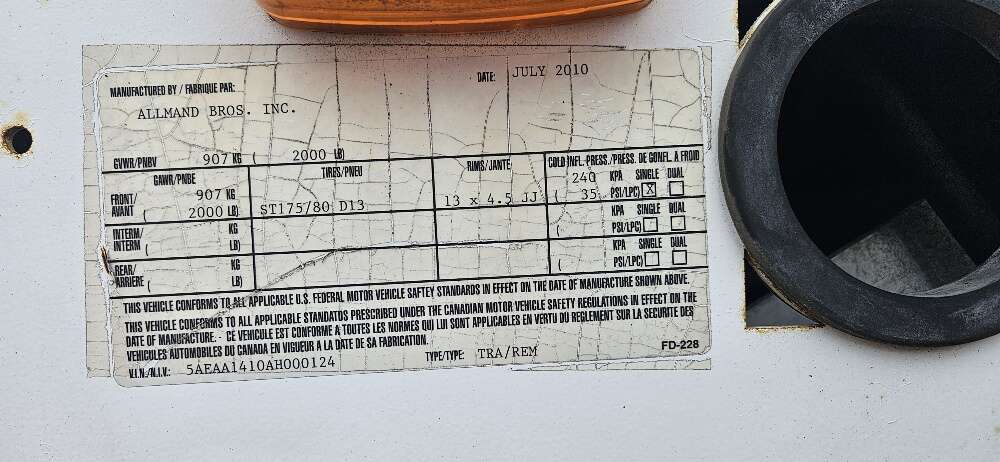 DATE: JULY 2010
MANUFACTURED BY / FABRIQUE PAR:
ALLMAND BROS. INC.
GVWR/PNBV 907 KG ( 2000 LB)
GAWR/PNBE TIRES/PNEU RIMS/JANTE COLD INFL. PRESS./PRESS. DE GONFL. A FROID
FRONT/ AVANT 907 KG ( 2000 LB) ST175/80 D13 13 x 4.5 JJ 240 KPA ( 35 PSI/LPC) SINGLE X DUAL
INTERM/ INTERM ( KG LB) ( KPA PSI/LPC) SINGLE DUAL
REAR/ ARRIERE ( KG LB) ( KPA PSI/LPC) SINGLE DUAL
THIS VEHICLE CONFORMS TO ALL APPLICABLE U.S. FEDERAL MOTOR VEHICLE SAFTEY STANDARDS IN EFFECT ON THE DATE OF MANUFACTURE SHOWN ABOVE.
THIS VEHICLE CONFORMS TO ALL APPLICABLE STANDATDS PRESCRIBED UNDER THE CANADIAN MOTOR VEHICLE SAFETY REGULATIONS IN EFFECT ON THE
DATE OF MANUFACTURE. - CE VEHICULE EST CONFORME A TOUTES LES NORMES QUI LUI SONT APPLICABLES EN VERTU DU REGLEMENT SUR LA SECURITE DES
VEHICULES AUTOMOBILES DU CANADA EN VIGUEUR A LA DATE DE SA FABRICATION.
FD-228
V.I.N./N.I.V.: 5AEAA1410AH000124 TYPE/TYPE: TRA/REM